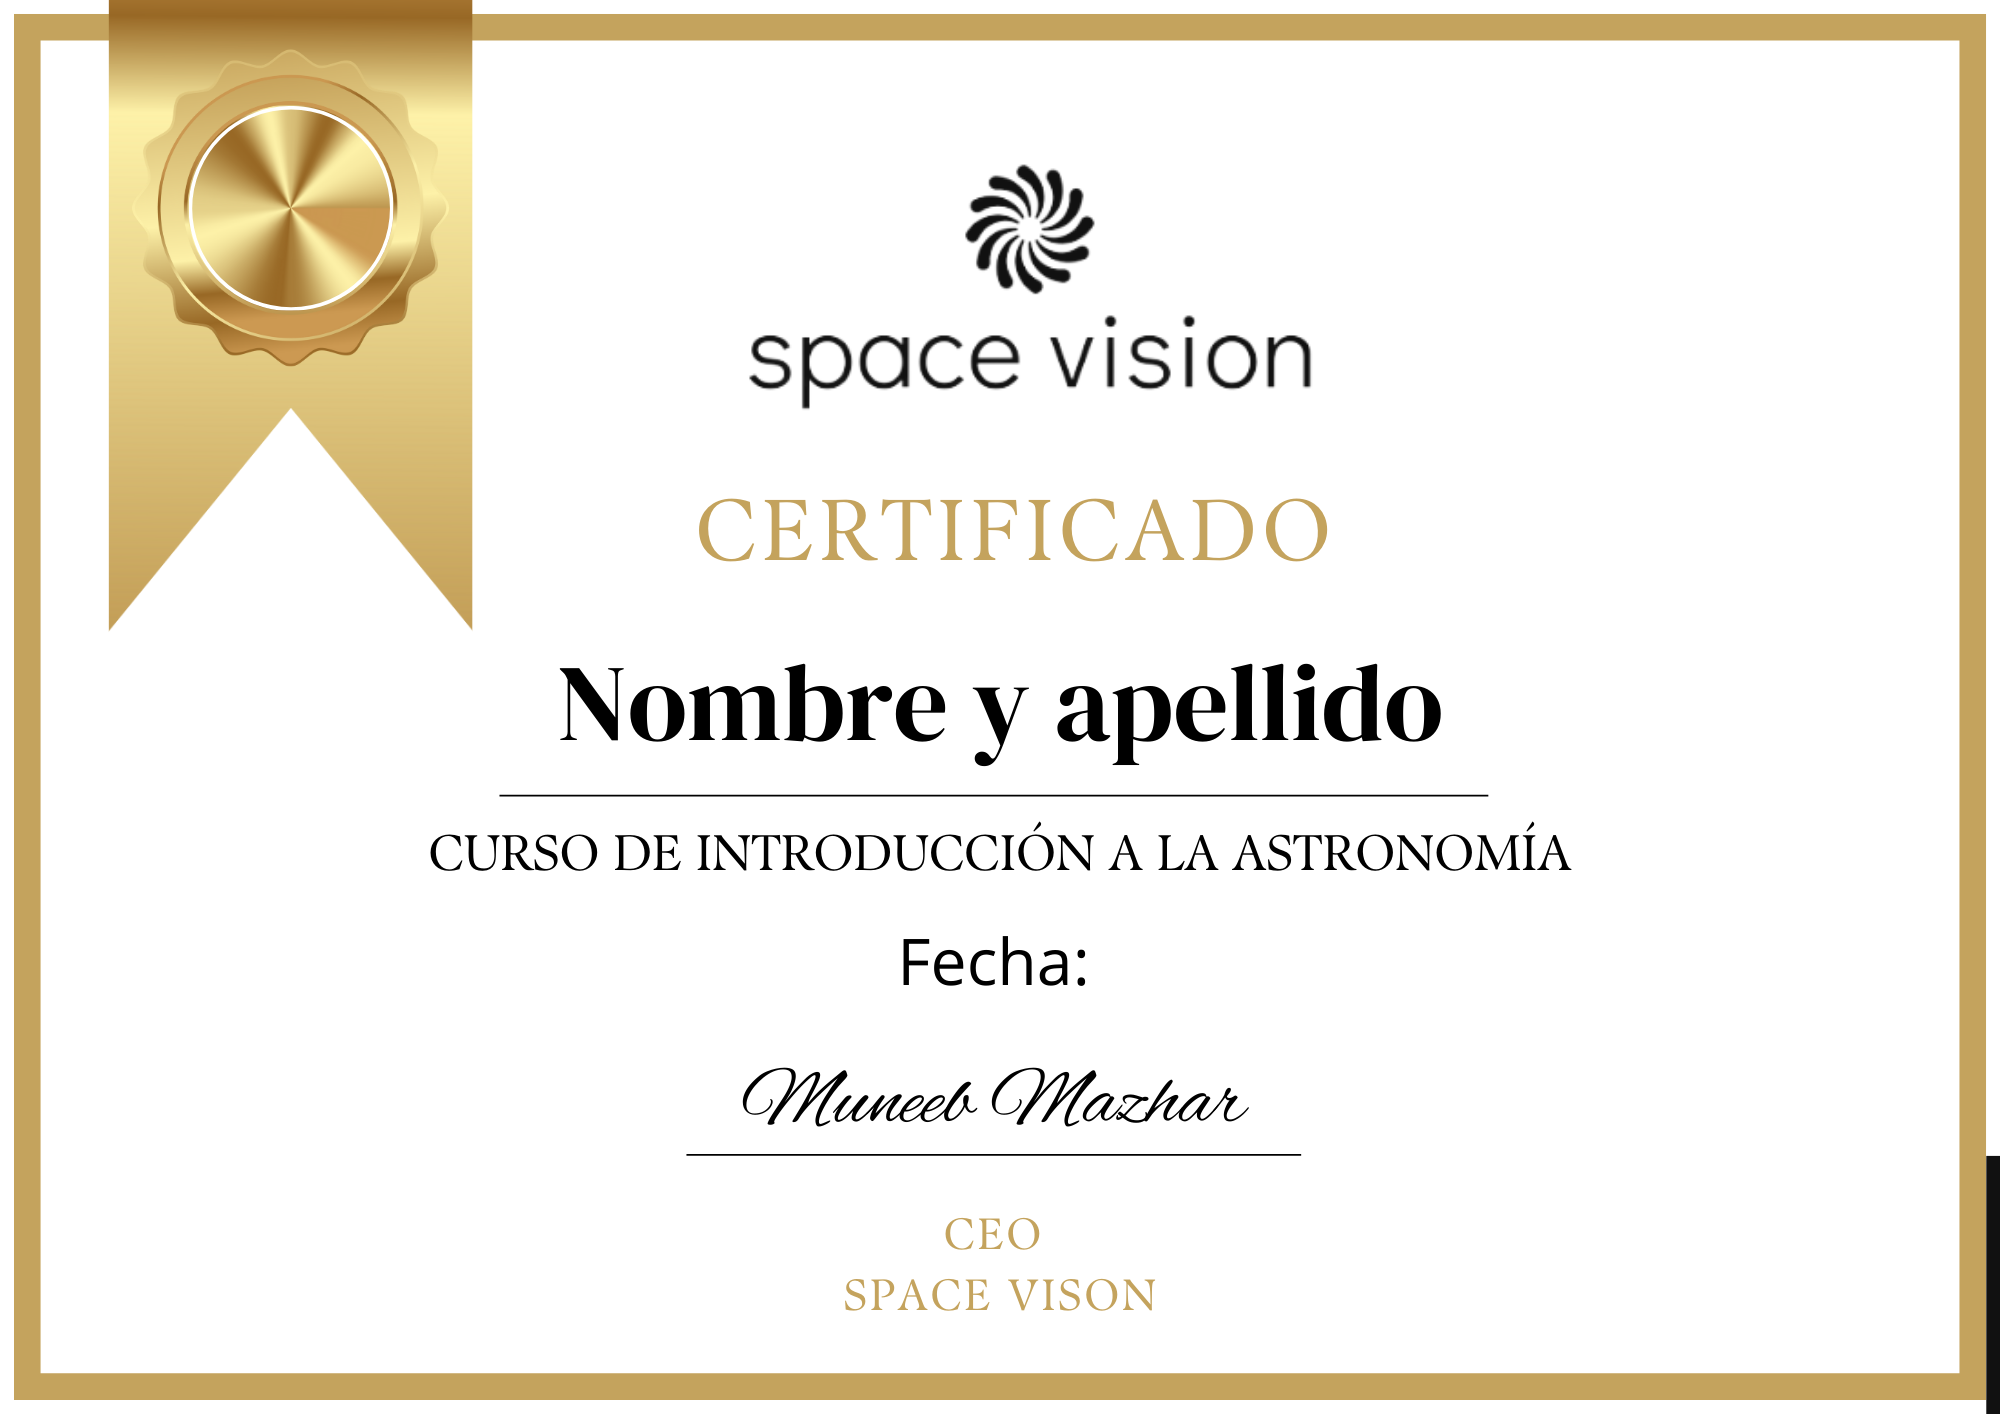 space vision
CERTIFICADO
Nombre y apellido
CURSO DE INTRODUCCIÓN A LA ASTRONOMÍA
Fecha:
Muneeb Mazhar
CEO
SPACE VISON